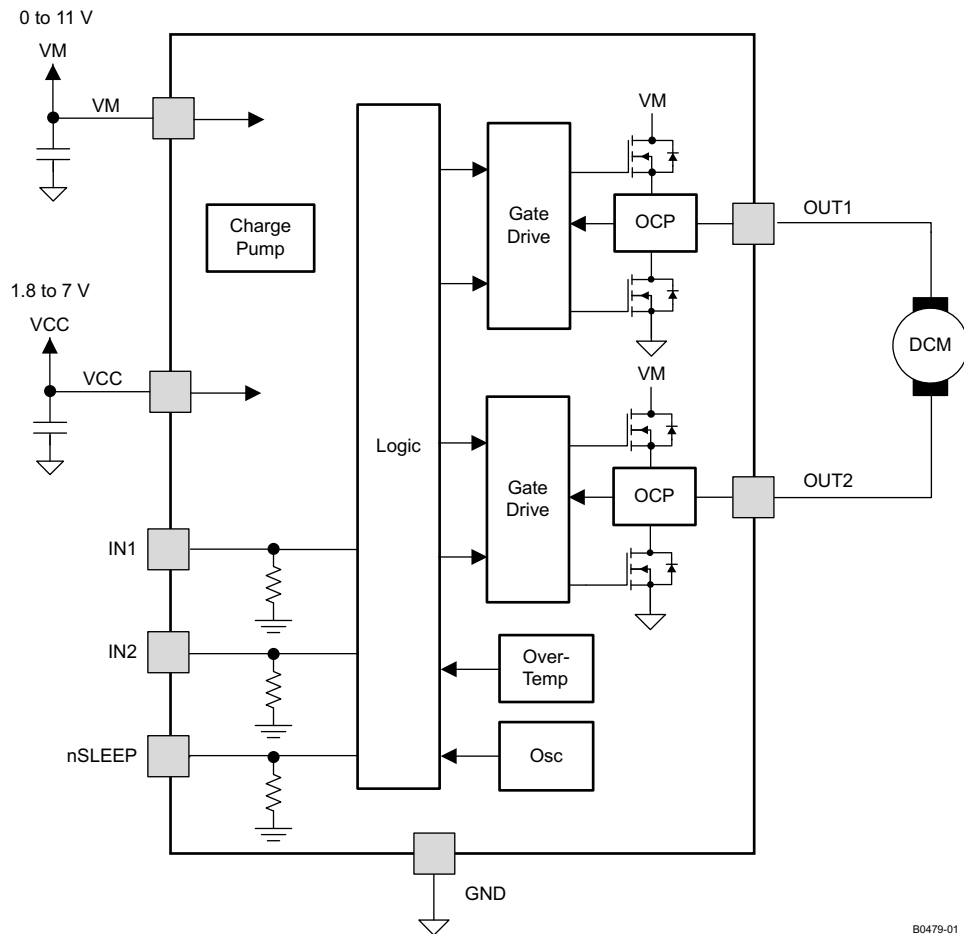 0 to 11 V
VM
VM
Charge
Pump
1.8 to 7 V
VCC
VCC
IN1
IN2
nSLEEP
Logic
Gate
Drive
VM
OCP
OUT1
DCM
Gate
Drive
VM
OCP
OUT2
Over-
Temp
Osc
GND
B0479-01